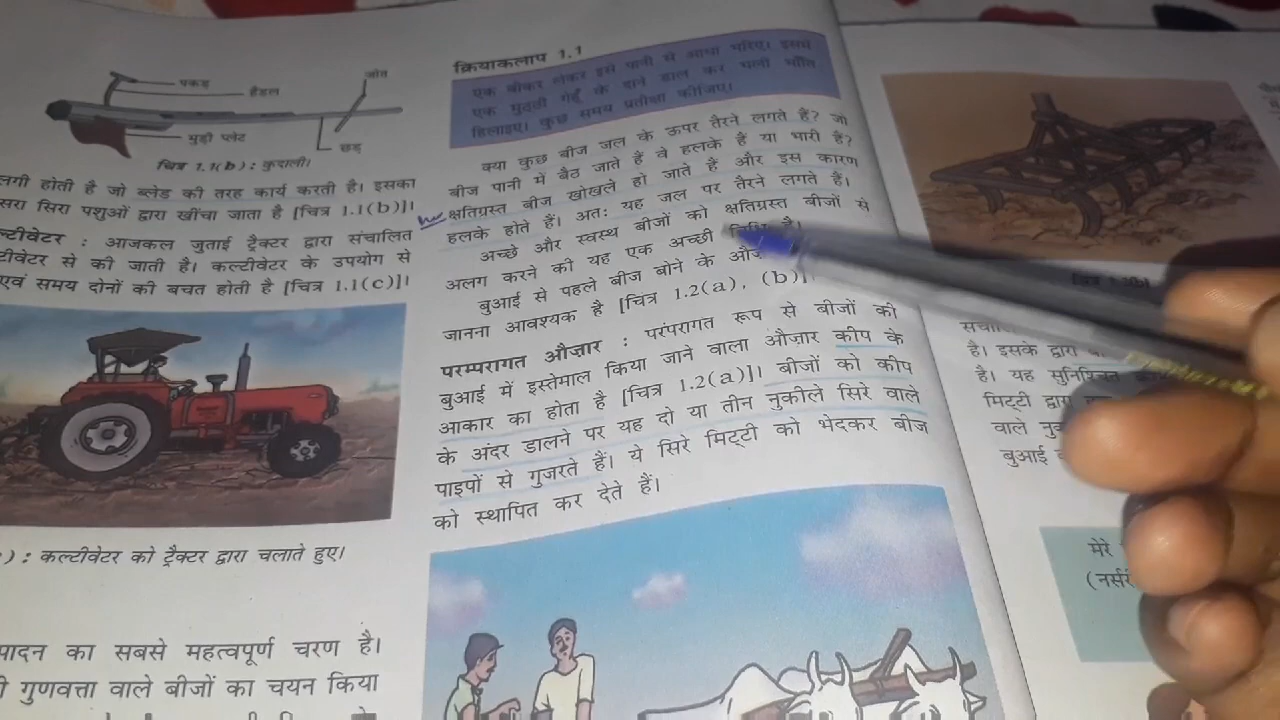 पकड़
हैंडल
जोत
मुड़ी प्लेट
छड़
चित्र 1.1(b) : कुदाली।
लगी होती है जो ब्लेड की तरह कार्य करती है। इसका
सरा सिरा पशुओं द्वारा खींचा जाता है [चित्र 1.1(b)]।
ल्टीवेटर : आजकल जुताई ट्रैक्टर द्वारा संचालित
टीवेटर से की जाती है। कल्टीवेटर के उपयोग से
एवं समय दोनों की बचत होती है [चित्र 1.1(c)]।
) : कल्टीवेटर को ट्रैक्टर द्वारा चलाते हुए।
पादन का सबसे महत्वपूर्ण चरण है।
ी गुणवत्ता वाले बीजों का चयन किया
क्रियाकलाप 1.1
एक बीकर लेकर इसे पानी से आधा भरिए। इसमें
एक मुट्ठी गेहूँ के दाने डाल कर भली भाँति
हिलाइए। कुछ समय प्रतीक्षा कीजिए।
क्या कुछ बीज जल के ऊपर तैरने लगते हैं? जो
बीज पानी में बैठ जाते हैं वे हलके हैं या भारी हैं?
क्षतिग्रस्त बीज खोखले हो जाते हैं और इस कारण
हलके होते हैं। अतः यह जल पर तैरने लगते हैं।
अच्छे और स्वस्थ बीजों को क्षतिग्रस्त बीजों से
अलग करने की यह एक अच्छी विधि है।
बुआई से पहले बीज बोने के
जानना आवश्यक है [चित्र 1.2(a), (b)]।
परम्परागत औज़ार : परंपरागत रूप से बीजों की
बुआई में इस्तेमाल किया जाने वाला औज़ार कीप के
आकार का होता है [चित्र 1.2(a)]। बीजों को कीप
के अंदर डालने पर यह दो या तीन नुकीले सिरे वाले
पाइपों से गुजरते हैं। ये सिरे मिट्टी को भेदकर बीज
को स्थापित कर देते हैं।
है। इसके द्वारा
है। यह सुनिश्चित
मिट्टी द्वारा
वाले
बुआई
मेरे